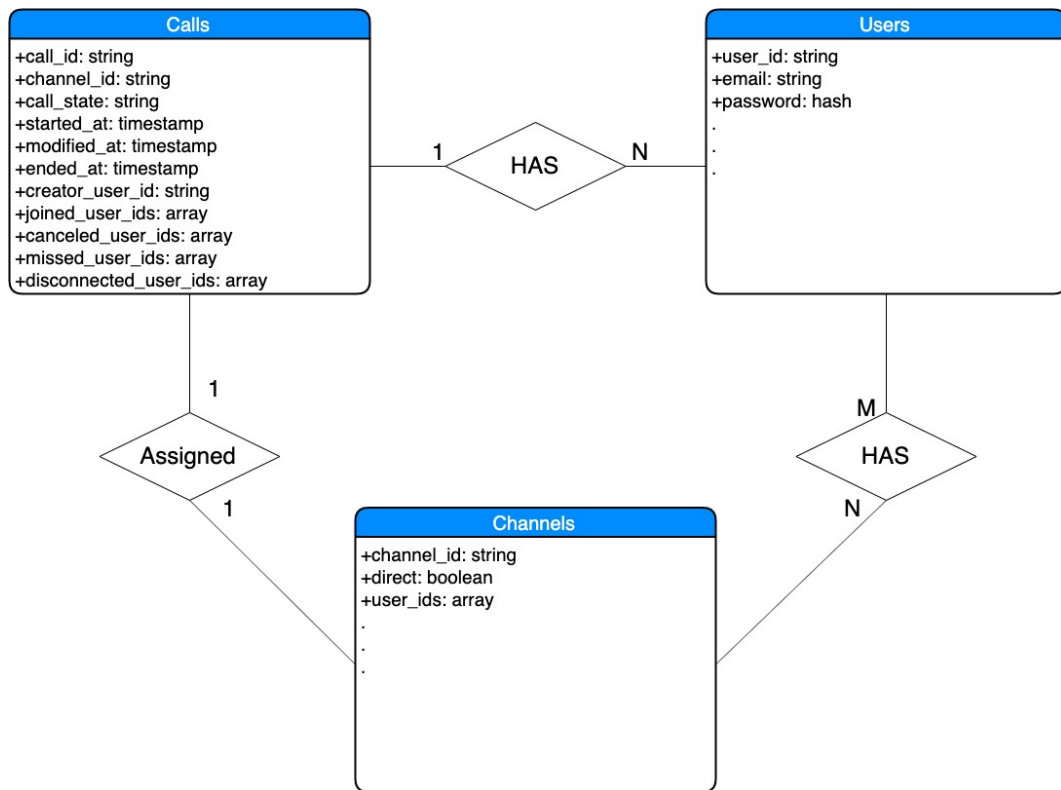 Calls
+call_id: string
+channel_id: string
+call_state: string
+started_at: timestamp
+modified_at: timestamp
+ended_at: timestamp
+creator_user_id: string
+joined_user_ids: array
+canceled_user_ids: array
+missed_user_ids: array
+disconnected_user_ids: array
1
HAS
N
Users
+user_id: string
+email: string
+password: hash
.
.
.
1
Assigned
1
M
HAS
N
Channels
+channel_id: string
+direct: boolean
+user_ids: array
.
.
.